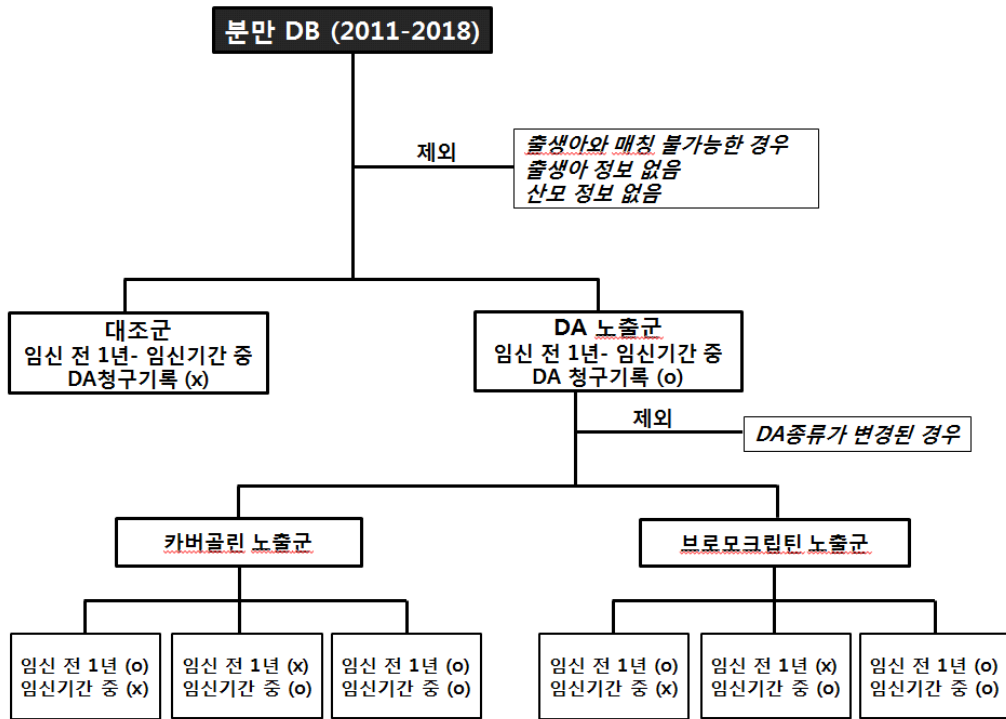 분만 DB (2011-2018)
제외
출생아와 매칭 불가능한 경우
출생아 정보 없음
산모 정보 없음
대조군
임신 전 1년- 임신기간 중
DA청구기록 (x)
DA 노출군
임신 전 1년- 임신기간 중
DA 청구기록 (o)
제외
DA종류가 변경된 경우
카버골린 노출군
브로모크립틴 노출군
임신 전 1년 (o)
임신기간 중 (x)
임신 전 1년 (x)
임신기간 중 (o)
임신 전 1년 (o)
임신기간 중 (o)
임신 전 1년 (o)
임신기간 중 (x)
임신 전 1년 (x)
임신기간 중 (o)
임신 전 1년 (o)
임신기간 중 (o)